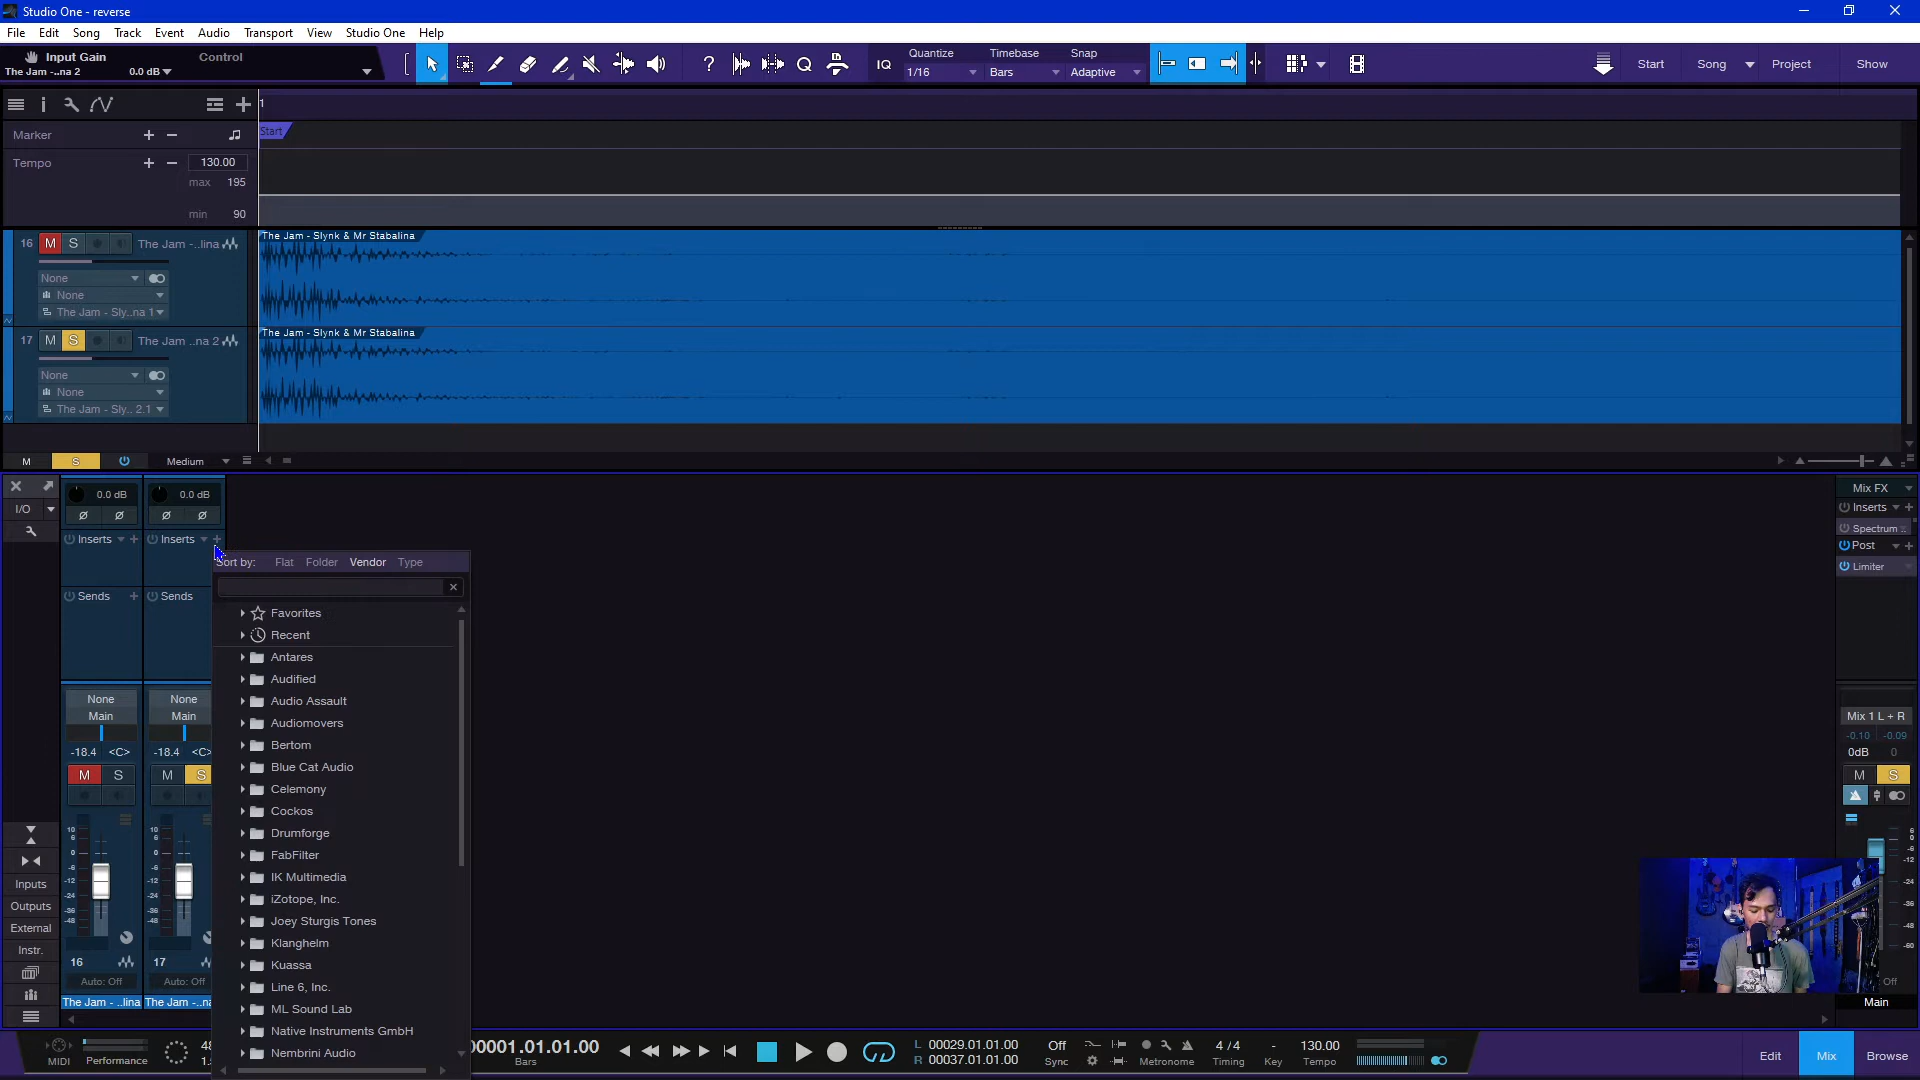 Studio One - reverse
File Edit Song Track Event Audio Transport View Studio One Help
Input Gain Control
The Jam -..na 2 0.0 dB
IQ
Quantize Timebase Snap
1/16 Bars Adaptive
Start Song Project Show
1
Marker
Start
Tempo 130.00
max 195
min 90
16 M S The Jam -..lina
None
None
The Jam - Sly..na 1
The Jam - Slynk & Mr Stabalina
17 M S The Jam ..na 2
None
None
The Jam - Sly.. 2.1
The Jam - Slynk & Mr Stabalina
M S Medium
I/O
0.0 dB 0.0 dB
Inserts Inserts
Sends Sends
None None
Main Main
-18.4 <C> -18.4 <C>
M S M S
16 17
Auto: Off Auto: Off
The Jam - ..lina The Jam -..na
Inputs
Outputs
External
Instr.
Sort by: Flat Folder Vendor Type
Favorites
Recent
Antares
Audified
Audio Assault
Audiomovers
Bertom
Blue Cat Audio
Celemony
Cockos
Drumforge
FabFilter
IK Multimedia
iZotope, Inc.
Joey Sturgis Tones
Klanghelm
Kuassa
Line 6, Inc.
ML Sound Lab
Native Instruments GmbH
Nembrini Audio
Mix FX
Inserts
Spectrum
Post
Limiter
Mix 1 L + R
-0.10 -0.09
0dB 0
M S
Off
Main
MIDI Performance
00001.01.01.00
Bars
L 00029.01.01.00
R 00037.01.01.00
Off
Sync
Metronome
4 / 4
Timing
-
Key
130.00
Tempo
Edit Mix Browse